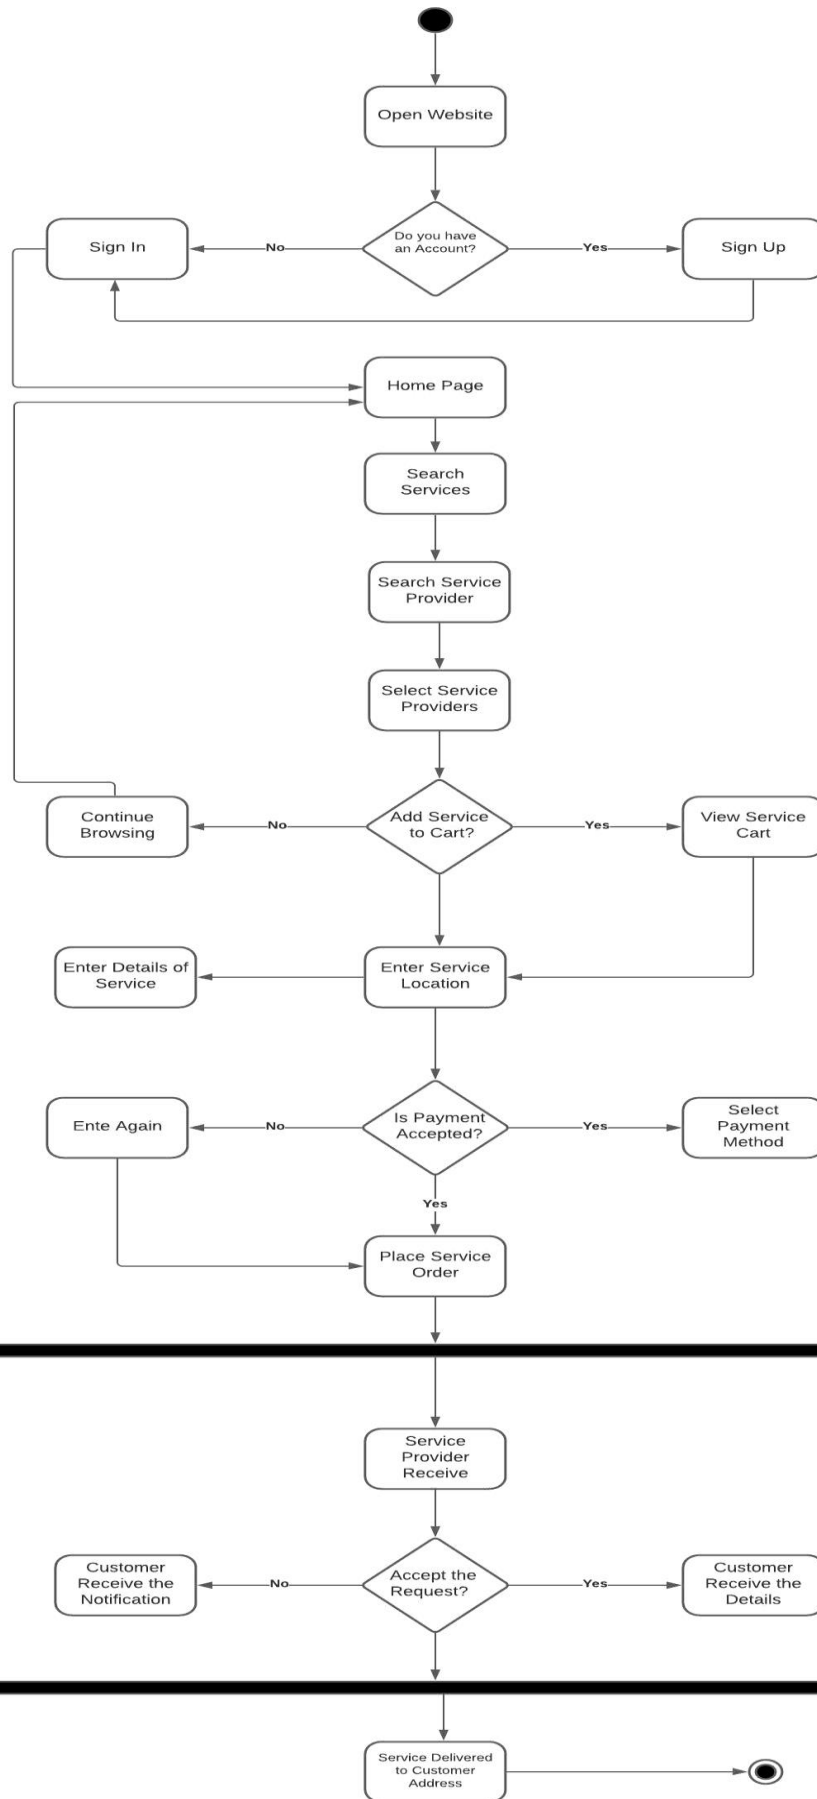 Open Website
Do you have
an Account?
Sign In
No
Yes
Sign Up
Home Page
Search
Services
Search Service
Provider
Select Service
Providers
Continue
Browsing
No
Add Service
to Cart?
Yes
View Service
Cart
Enter Details of
Service
Enter Service
Location
Ente Again
No
Is Payment
Accepted?
Yes
Select
Payment
Method
Yes
Place Service
Order
Service
Provider
Receive
Customer
Receive the
Notification
No
Accept the
Request?
Yes
Customer
Receive the
Details
Service Delivered
to Customer
Address